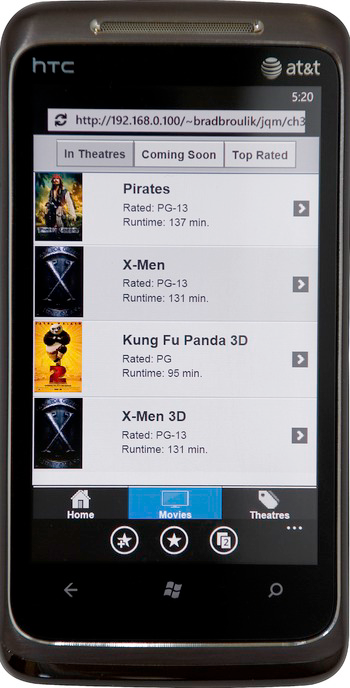 hTC
at&t
5:20
http://192.168.0.100/~bradbroulik/jqm/ch3
In Theatres Coming Soon Top Rated
Pirates
Rated: PG-13
Runtime: 137 min.
X-Men
Rated: PG-13
Runtime: 131 min.
Kung Fu Panda 3D
Rated: PG
Runtime: 95 min.
X-Men 3D
Rated: PG-13
Runtime: 131 min.
Home Movies Theatres
2